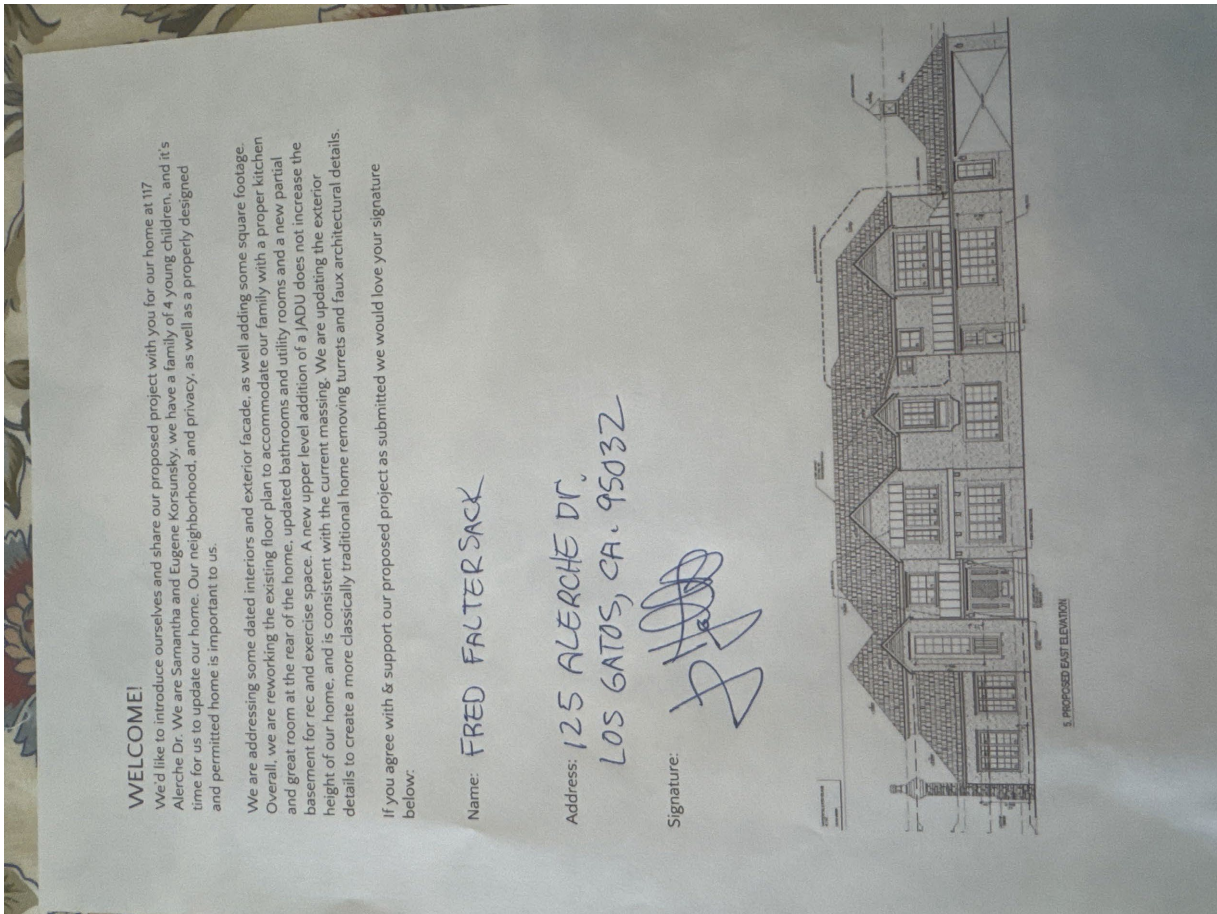 WELCOME!
We'd like to introduce ourselves and share our proposed project with you for our home at 117
Alerche Dr. We are Samantha and Eugene Korsunsky, we have a family of 4 young children, and it's
time for us to update our home. Our neighborhood, and privacy, as well as a properly designed
and permitted home is important to us.
We are addressing some dated interiors and exterior facade, as well adding some square footage.
Overall, we are reworking the existing floor plan to accommodate our family with a proper kitchen
and great room at the rear of the home, updated bathrooms and utility rooms and a new partial
basement for rec and exercise space. A new upper level addition of a JADU does not increase the
height of our home, and is consistent with the current massing. We are updating the exterior
details to create a more classically traditional home removing turrets and faux architectural details.
If you agree with & support our proposed project as submitted we would love your signature
below:
Name: FRED FALTERSACK
Address: 125 ALERCHE Dr.
LOS GATOS, CA. 95032
Signature:
5. PROPOSED EAST ELEVATION